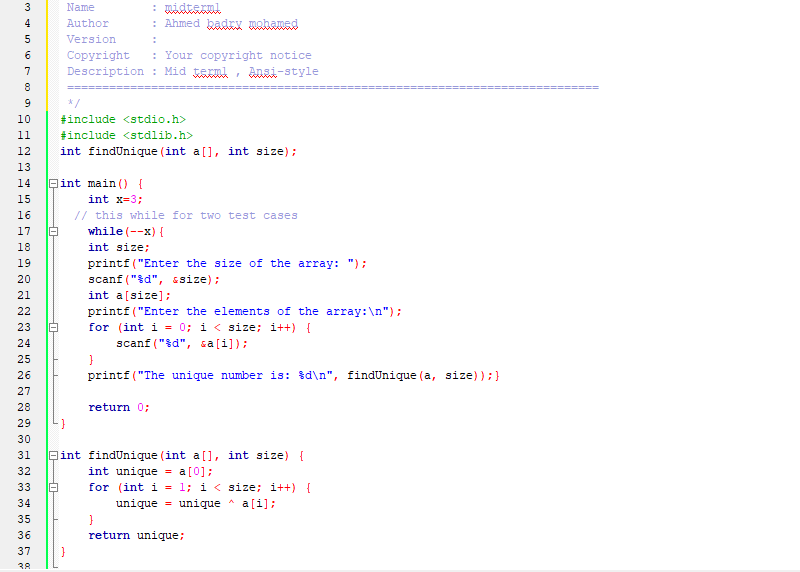 3 Name        : midterm1
4 Author      : Ahmed badry mohamed
5 Version     :
6 Copyright   : Your copyright notice
7 Description : Mid term1 , Ansi-style
8 ============================================================================
9 */
10 #include <stdio.h>
11 #include <stdlib.h>
12 int findUnique(int a[], int size);
13
14 int main() {
15     int x=3;
16   // this while for two test cases
17     while(--x){
18     int size;
19     printf("Enter the size of the array: ");
20     scanf("%d", &size);
21     int a[size];
22     printf("Enter the elements of the array:\n");
23     for (int i = 0; i < size; i++) {
24         scanf("%d", &a[i]);
25     }
26     printf("The unique number is: %d\n", findUnique(a, size));}
27
28     return 0;
29 }
30
31 int findUnique(int a[], int size) {
32     int unique = a[0];
33     for (int i = 1; i < size; i++) {
34         unique = unique ^ a[i];
35     }
36     return unique;
37 }
38